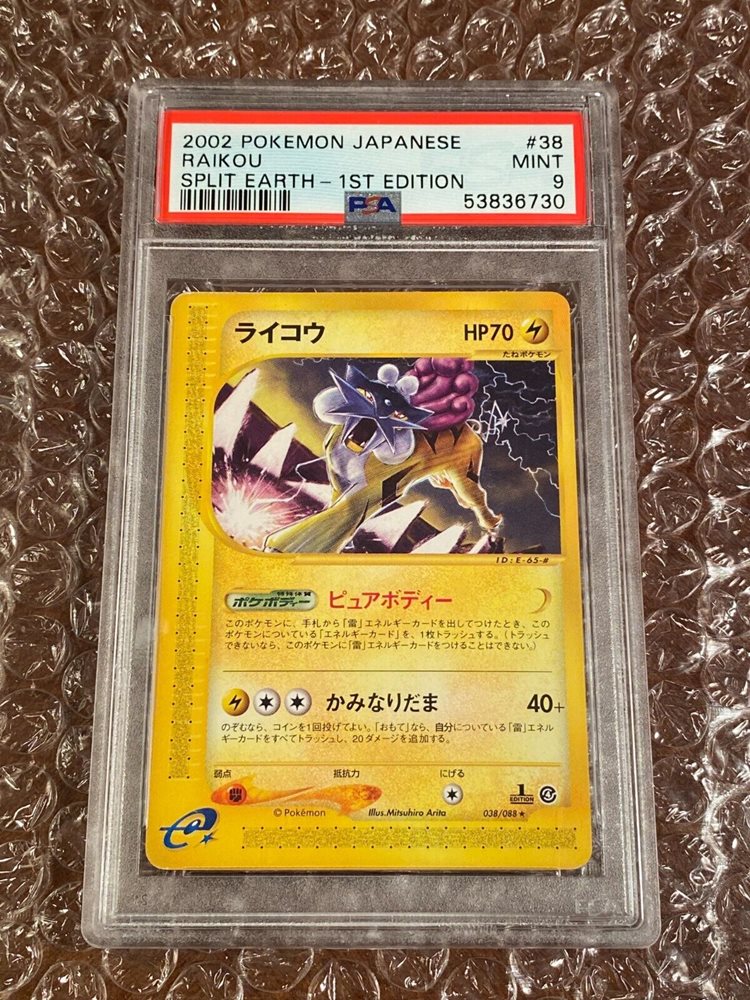 2002 POKEMON JAPANESE #38
RAIKOU MINT
SPLIT EARTH - 1ST EDITION 9
PSA 53836730
ライコウ HP70
たねポケモン
ID:E-65-#
特殊体質
ポケボディー ピュアボディー
このポケモンに、手札から「雷」エネルギーカードを出してつけたとき、この
ポケモンについている「エネルギーカード」を、1枚トラッシュする。(トラッシュ
できないなら、このポケモンに「雷」エネルギーカードをつけることはできない。)
かみなりだま 40+
のぞむなら、コインを1回投げてよい。「おもて」なら、自分についている「雷」エネル
ギーカードをすべてトラッシュし、20ダメージを追加する。
弱点 抵抗力 にげる
1
EDITION
©Pokémon Illus.Mitsuhiro Arita 038/088★
e